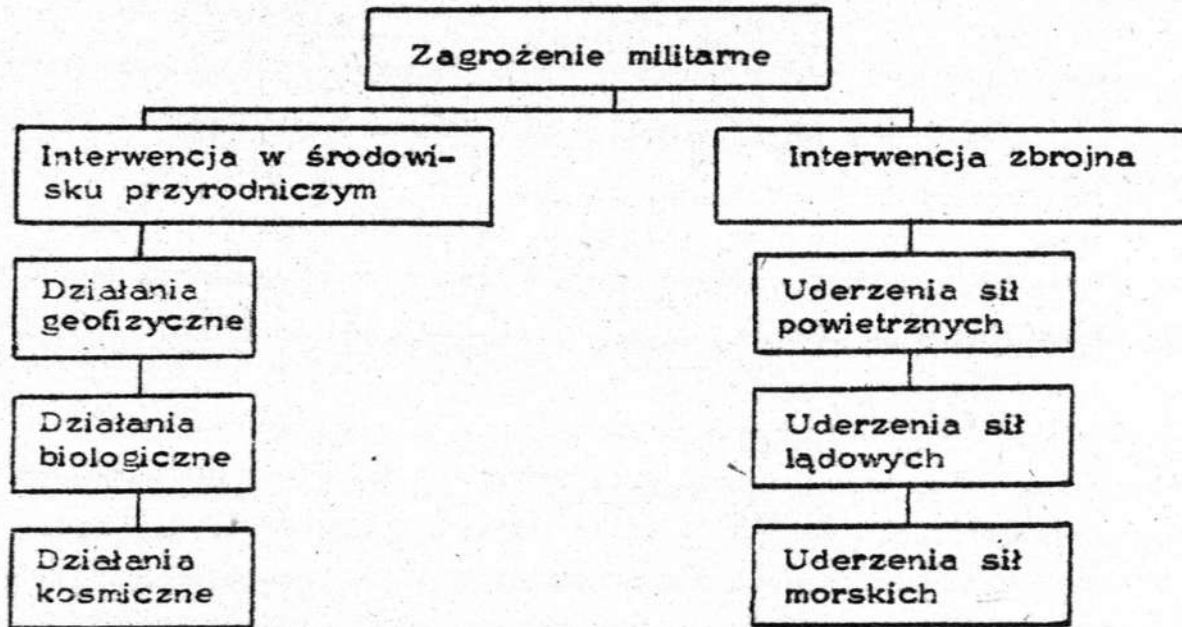 Zagrożenie militarne
Interwencja w środowi-
sku przyrodniczym
Interwencja zbrojna
Działania
geofizyczne
Uderzenia sił
powietrznych
Działania
biologiczne
Uderzenia sił
lądowych
Działania
kosmiczne
Uderzenia sił
morskich